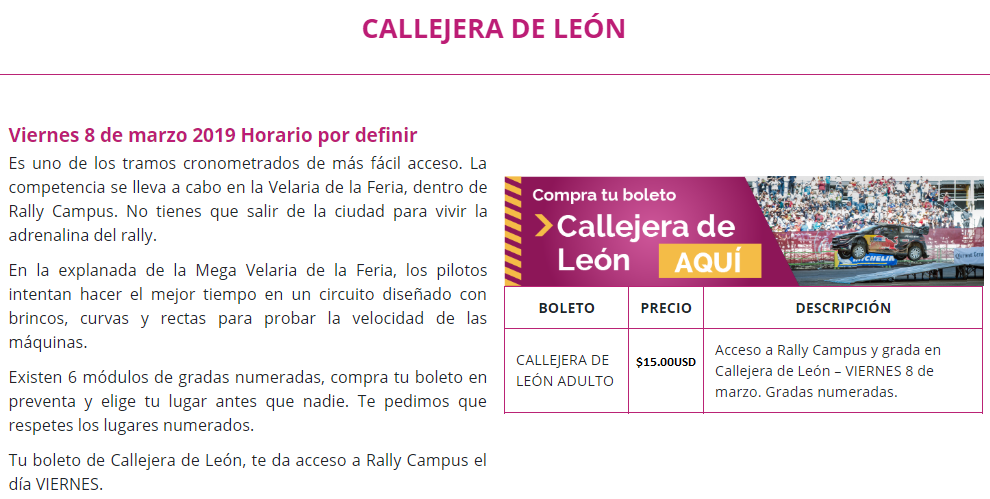 CALLEJERA DE LEÓN
Viernes 8 de marzo 2019 Horario por definir
Es uno de los tramos cronometrados de más fácil acceso. La
competencia se lleva a cabo en la Velaria de la Feria, dentro de
Rally Campus. No tienes que salir de la ciudad para vivir la
adrenalina del rally.
En la explanada de la Mega Velaria de la Feria, los pilotos
intentan hacer el mejor tiempo en un circuito diseñado con
brincos, curvas y rectas para probar la velocidad de las
máquinas.
Existen 6 módulos de gradas numeradas, compra tu boleto en
preventa y elige tu lugar antes que nadie. Te pedimos que
respetes los lugares numerados.
Tu boleto de Callejera de León, te da acceso a Rally Campus el
día VIERNES.
Compra tu boleto
Callejera de
León AQUÍ
MICHELIN
BOLETO PRECIO DESCRIPCIÓN
CALLEJERA DE
LEÓN ADULTO
$15.00USD
Acceso a Rally Campus y grada en
Callejera de León – VIERNES 8 de
marzo. Gradas numeradas.